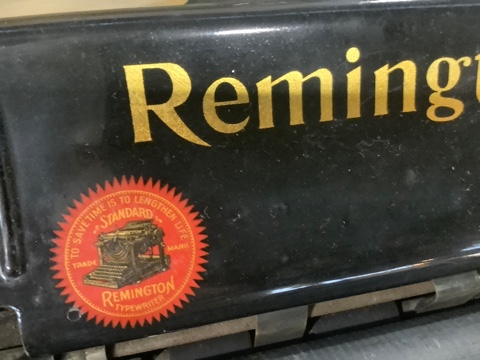 Remingt
TO SAVE TIME IS TO LENGTHEN LIFE
STANDARD
TRADE MARK
REMINGTON
TYPEWRITER